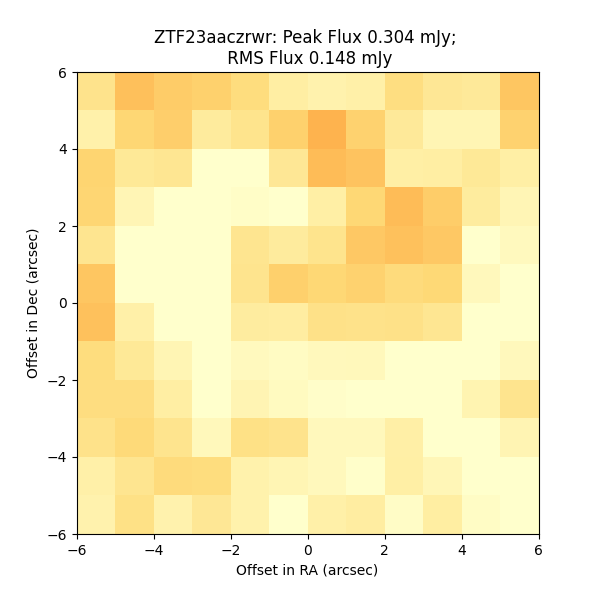 ZTF23aaczrwr: Peak Flux 0.304 mJy;
RMS Flux 0.148 mJy
6
4
2
0
−2
−4
−6
Offset in Dec (arcsec)
−6 −4 −2 0 2 4 6
Offset in RA (arcsec)